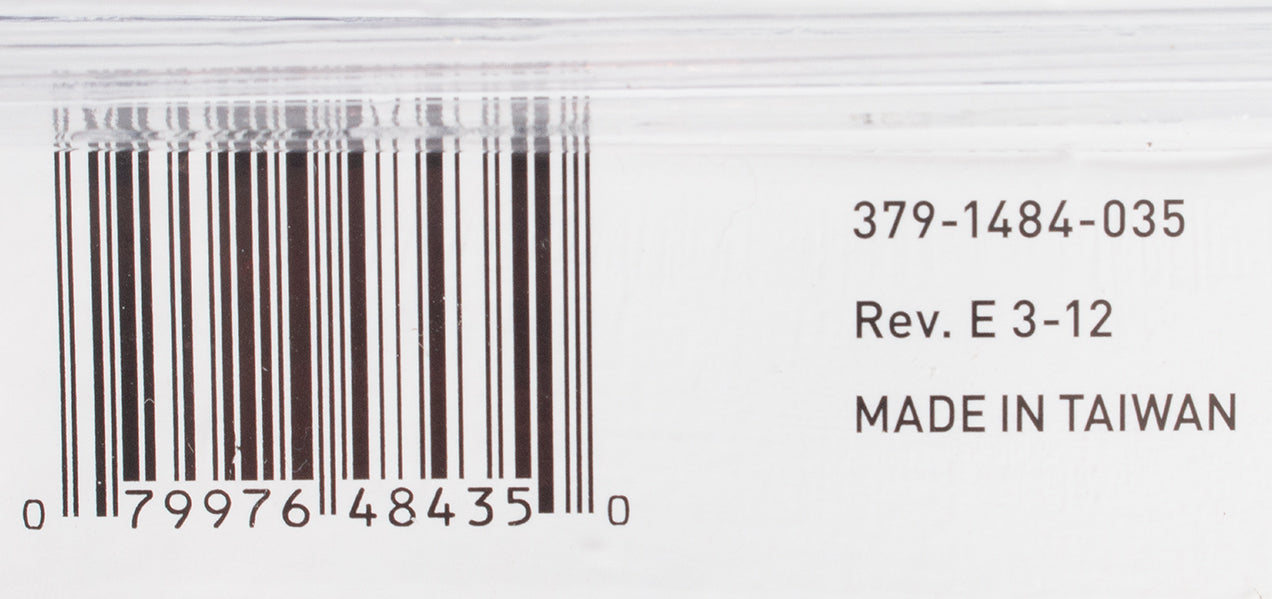 379-1484-035
Rev. E 3-12
MADE IN TAIWAN
0 79976 48435 0